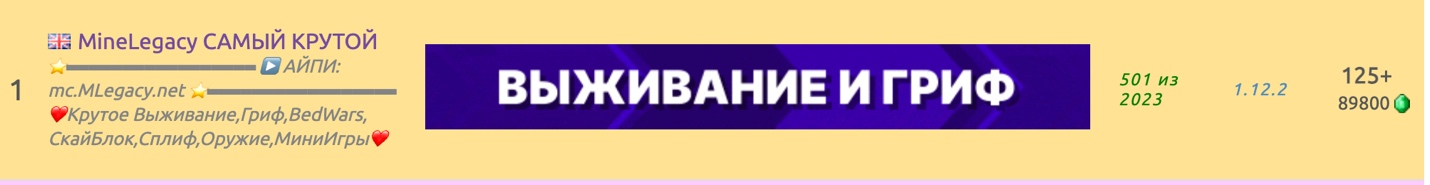 1
MineLegacy САМЫЙ КРУТОЙ
АЙПИ:
mc.MLegacy.net
Крутое Выживание,Гриф,BedWars,
СкайБлок,Сплиф,Оружие,МиниИгры
ВЫЖИВАНИЕ И ГРИФ
501 из
2023
1.12.2
125+
89800